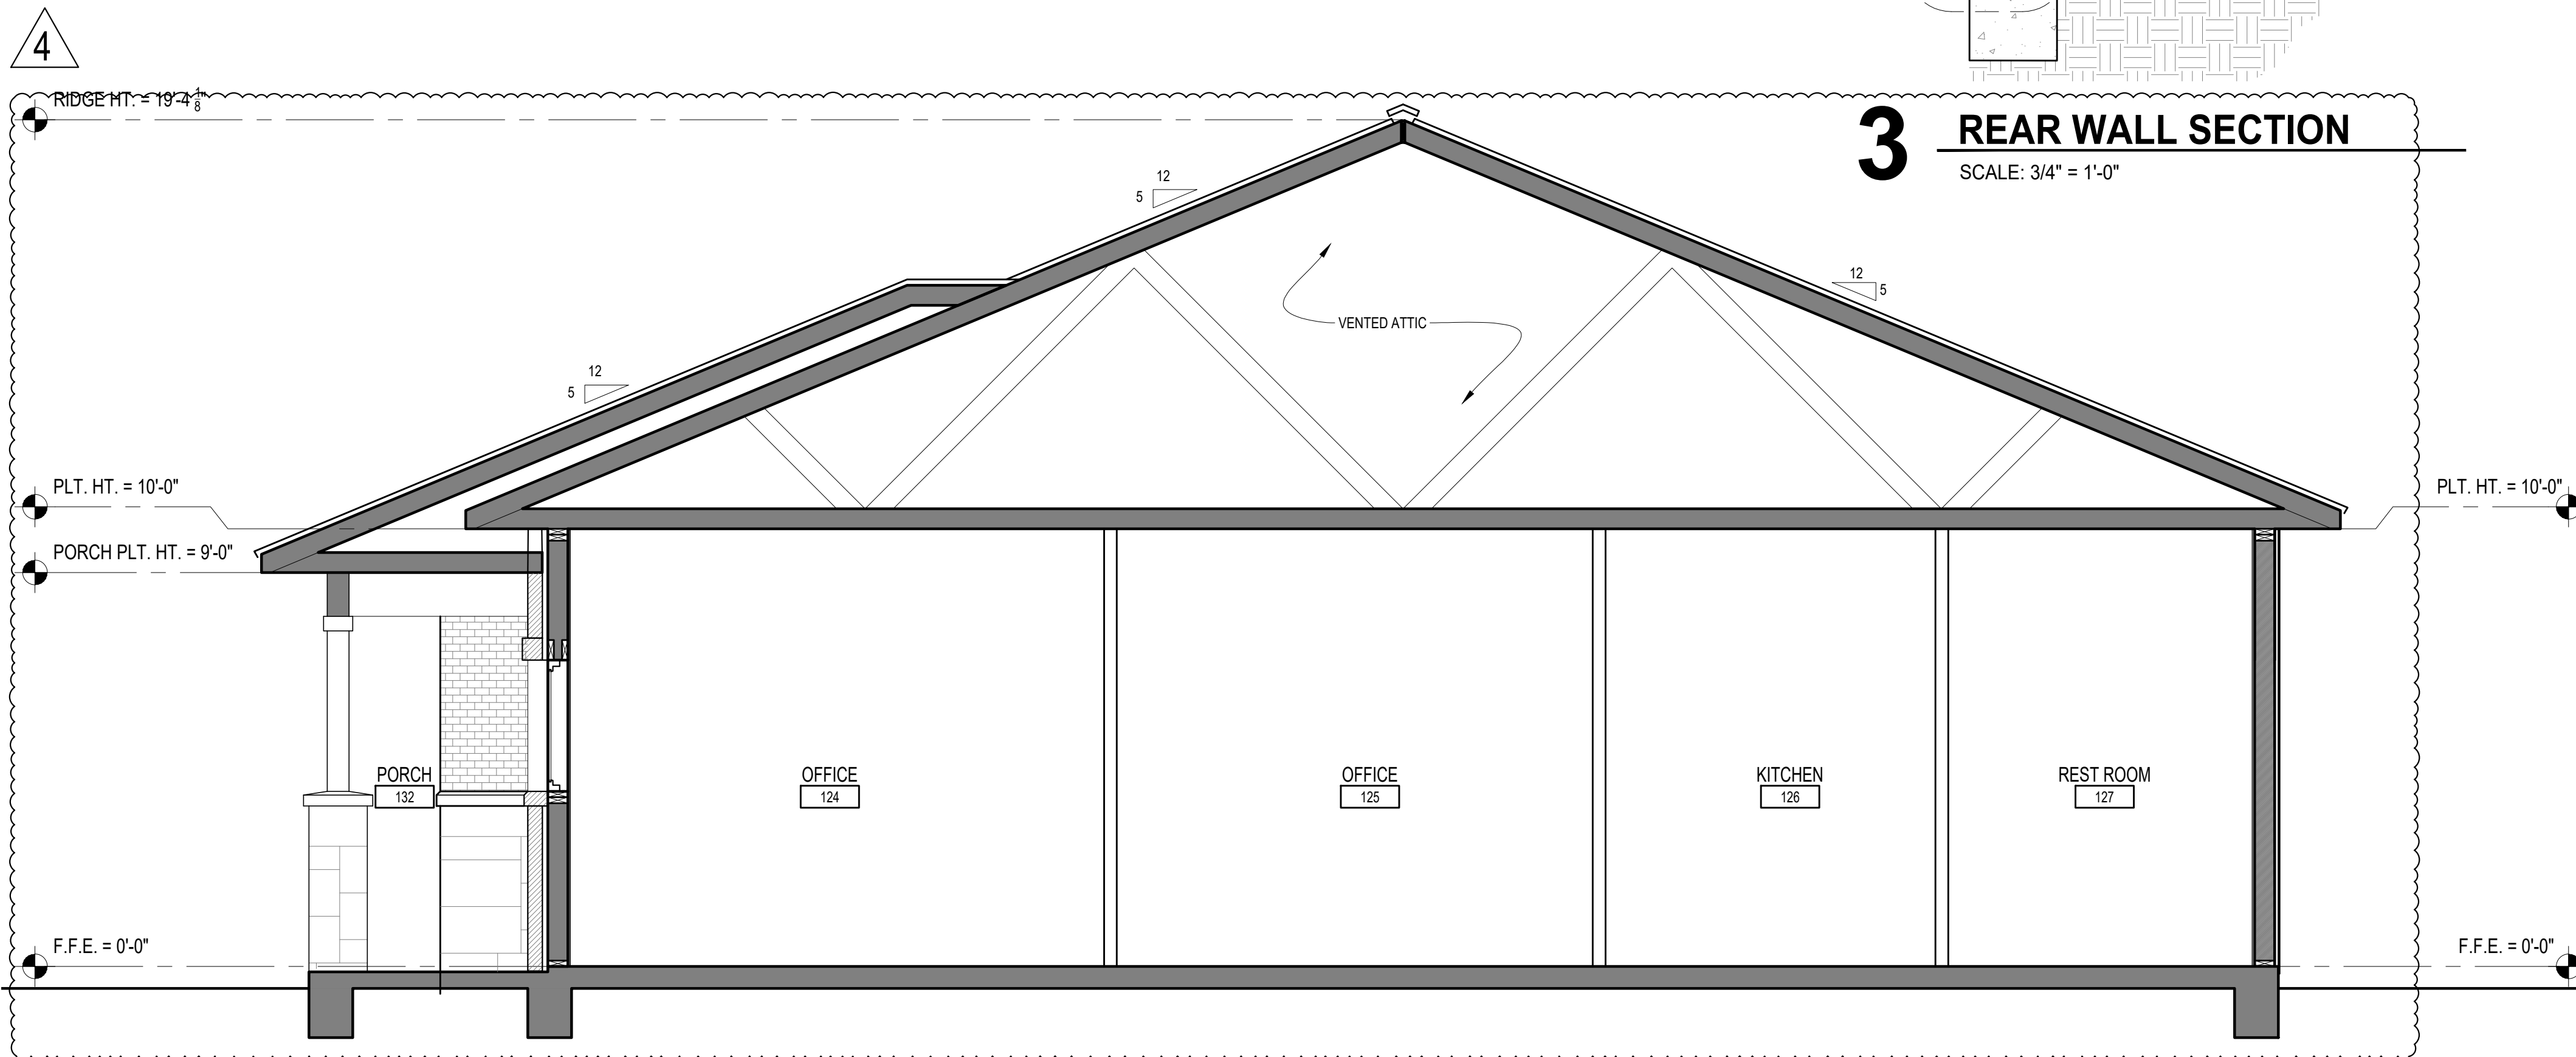 4
RIDGE HT. = 19'-4 1/8"
3 REAR WALL SECTION
SCALE: 3/4" = 1'-0"
12
5
12
5
VENTED ATTIC
12
5
PLT. HT. = 10'-0"
PLT. HT. = 10'-0"
PORCH PLT. HT. = 9'-0"
PORCH
132
OFFICE
124
OFFICE
125
KITCHEN
126
REST ROOM
127
F.F.E. = 0'-0"
F.F.E. = 0'-0"